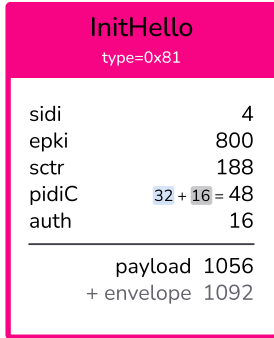 InitHello
type=0x81
sidi 4
epki 800
sctr 188
pidiC 32 + 16 = 48
auth 16
payload 1056
+ envelope 1092